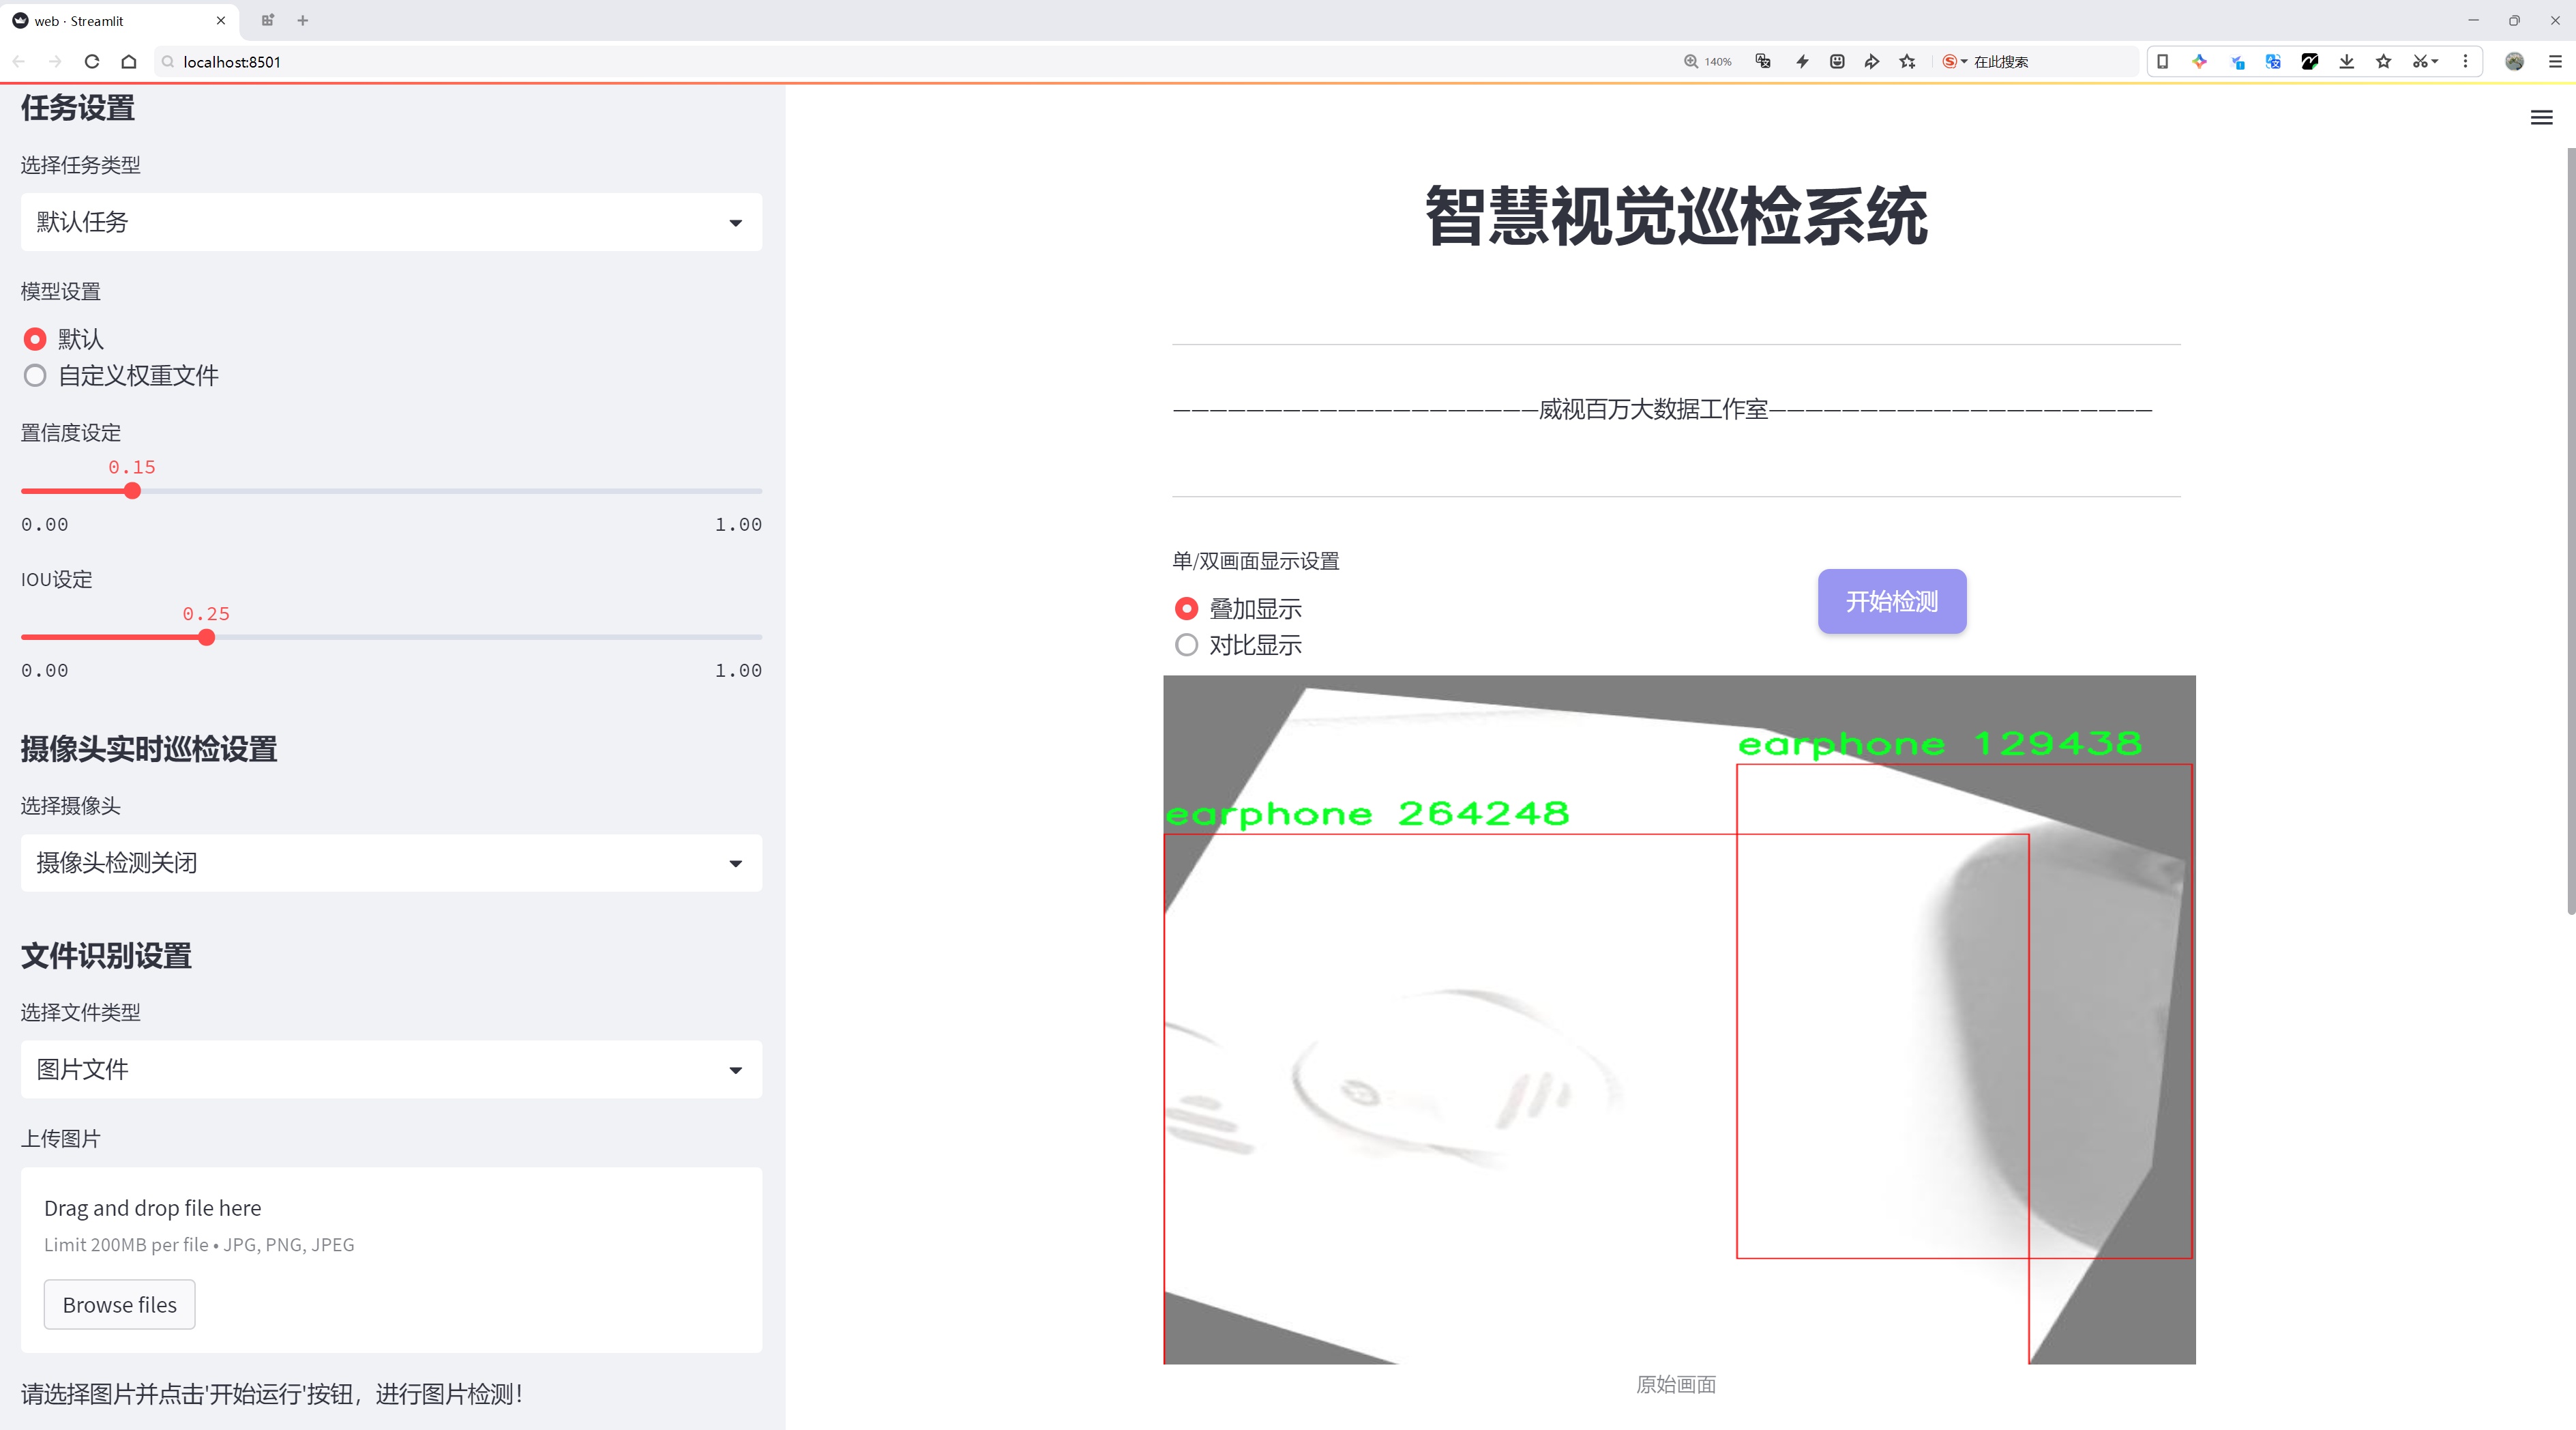 web · Streamlit
localhost:8501
140%
在此搜索
任务设置
选择任务类型
默认任务
模型设置
默认
自定义权重文件
置信度设定
0.15
0.00
1.00
IOU设定
0.25
0.00
1.00
摄像头实时巡检设置
选择摄像头
摄像头检测关闭
文件识别设置
选择文件类型
图片文件
上传图片
Drag and drop file here
Limit 200MB per file • JPG, PNG, JPEG
Browse files
请选择图片并点击'开始运行'按钮，进行图片检测！
智慧视觉巡检系统
————————————————————威视百万大数据工作室—————————————————————
单/双画面显示设置
叠加显示
对比显示
开始检测
earphone 129438
earphone 264248
原始画面